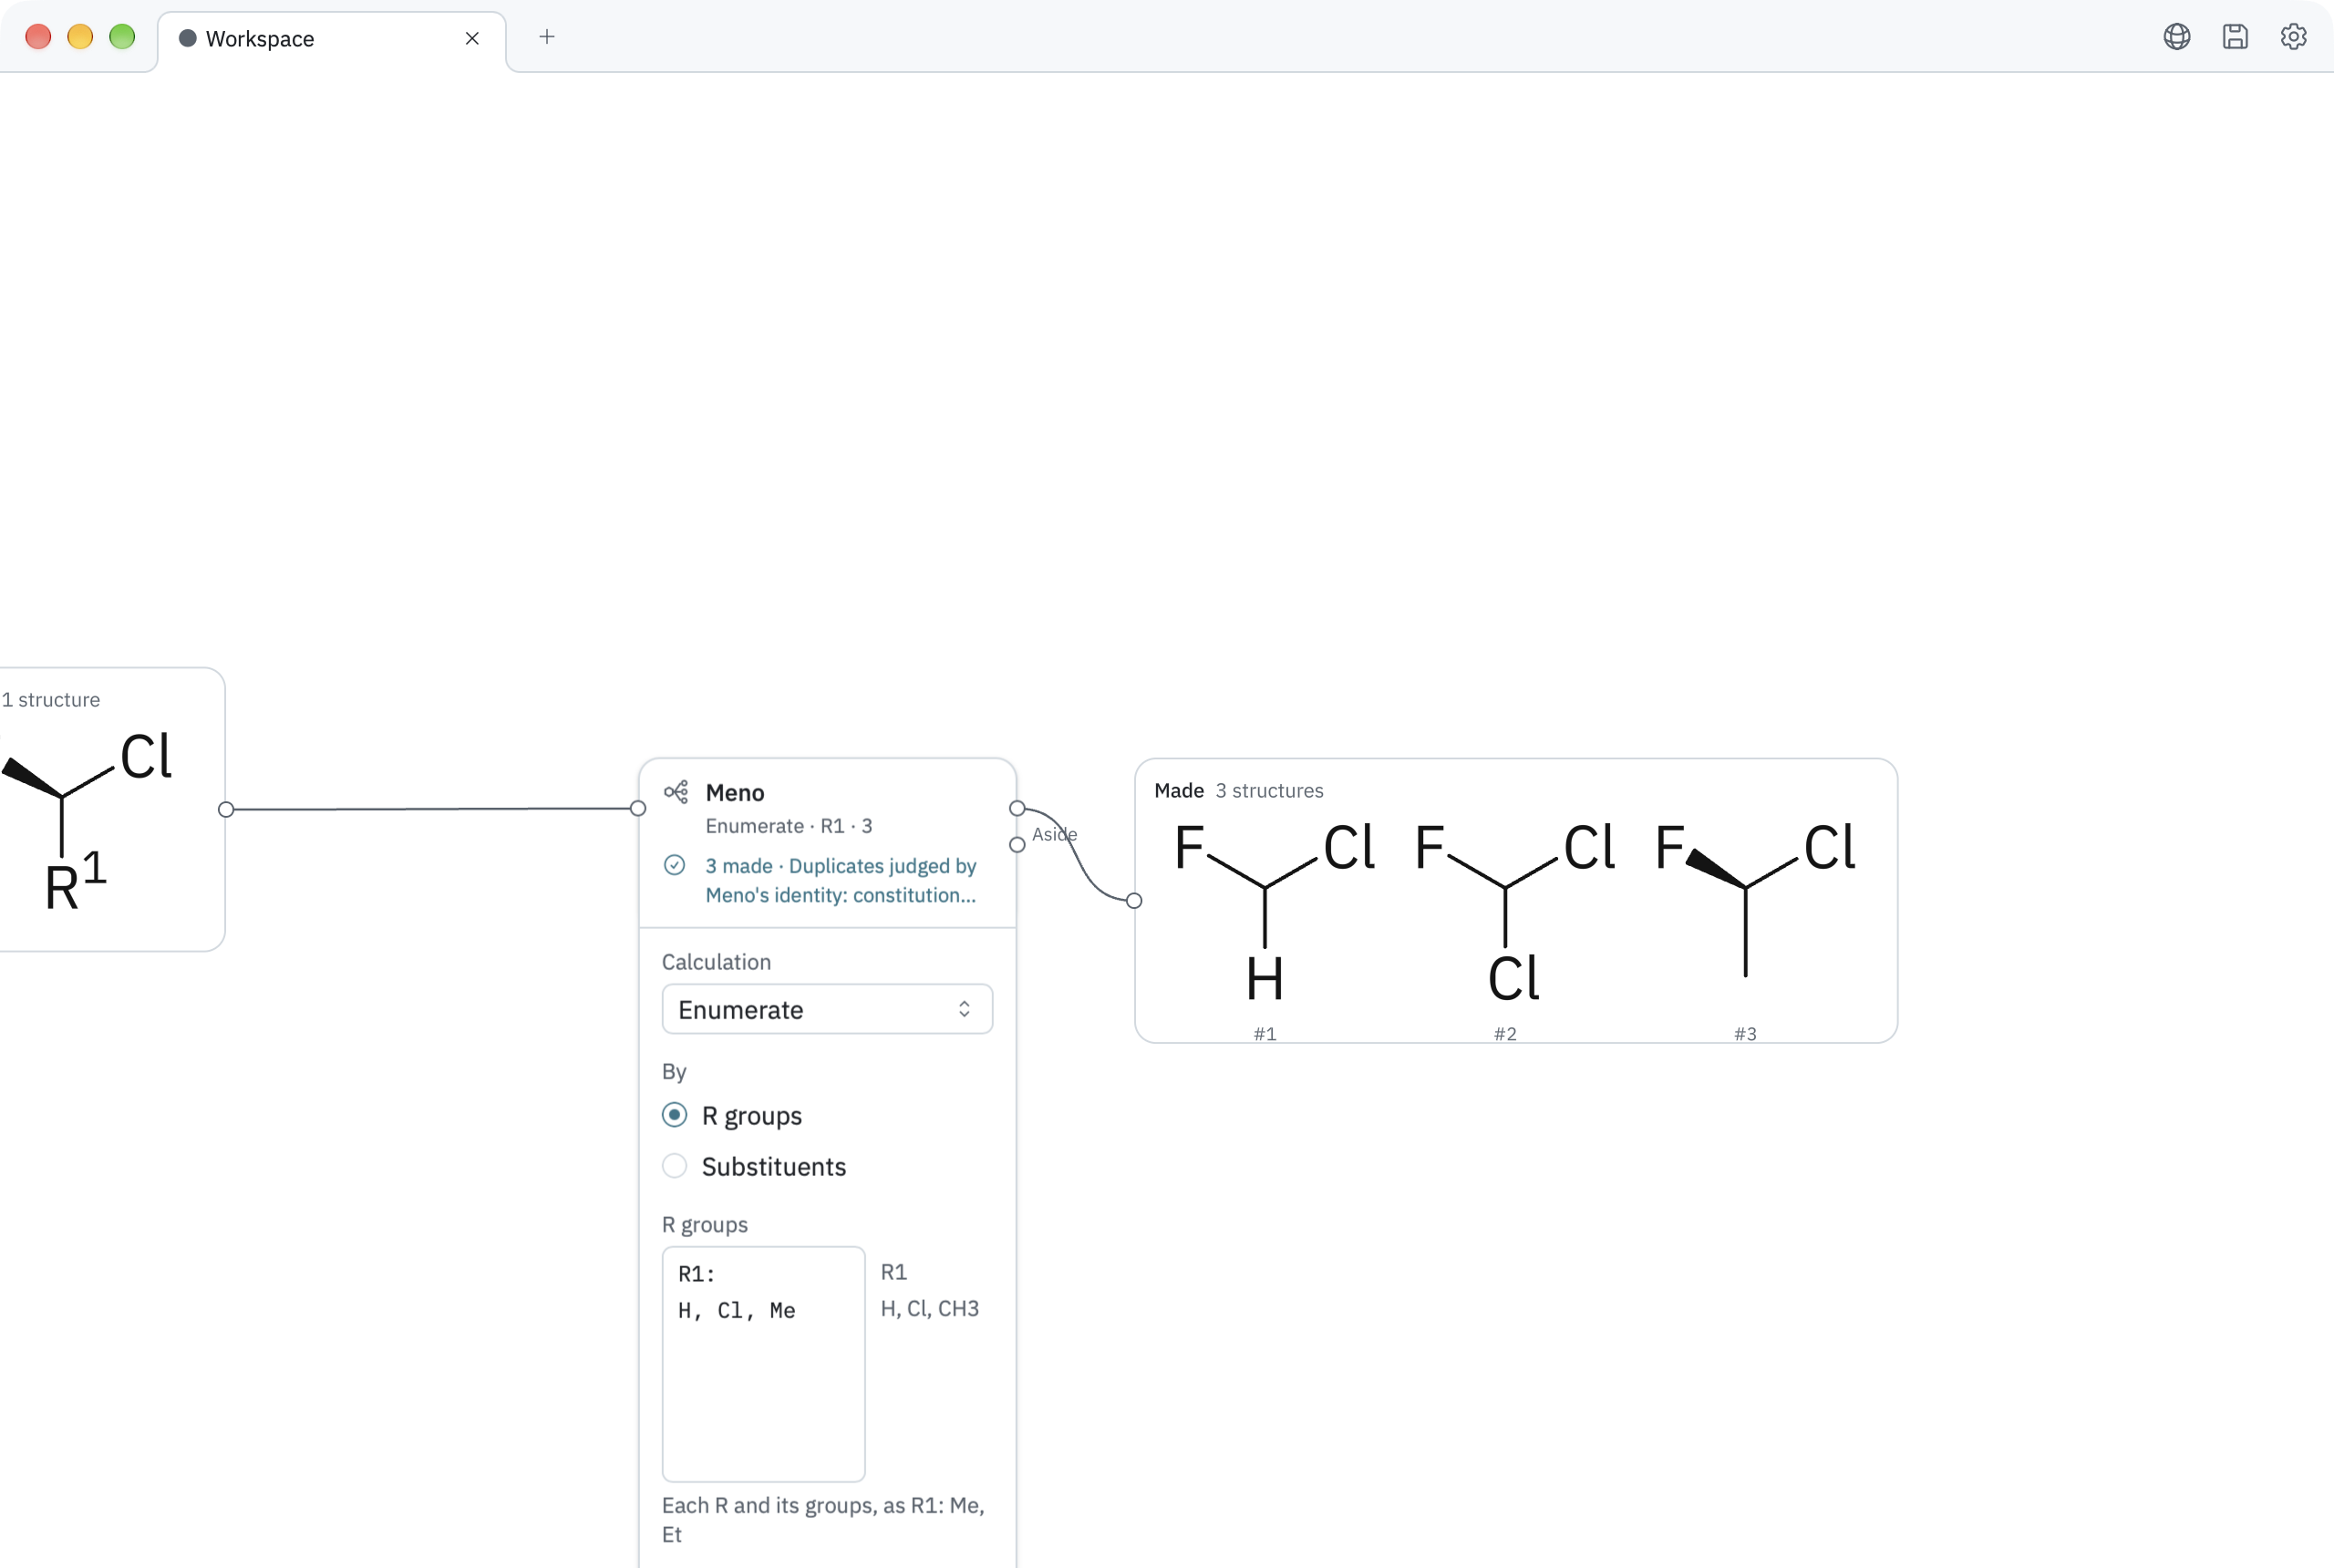 Workspace
1 structure
Cl
R1
Meno
Enumerate · R1 · 3
3 made · Duplicates judged by
Meno's identity: constitution...
Aside
Calculation
Enumerate
By
R groups
Substituents
R groups
R1:
H, Cl, Me
R1
H, Cl, CH3
Each R and its groups, as R1: Me,
Et
Made 3 structures
F Cl F Cl F Cl
H Cl
#1 #2 #3